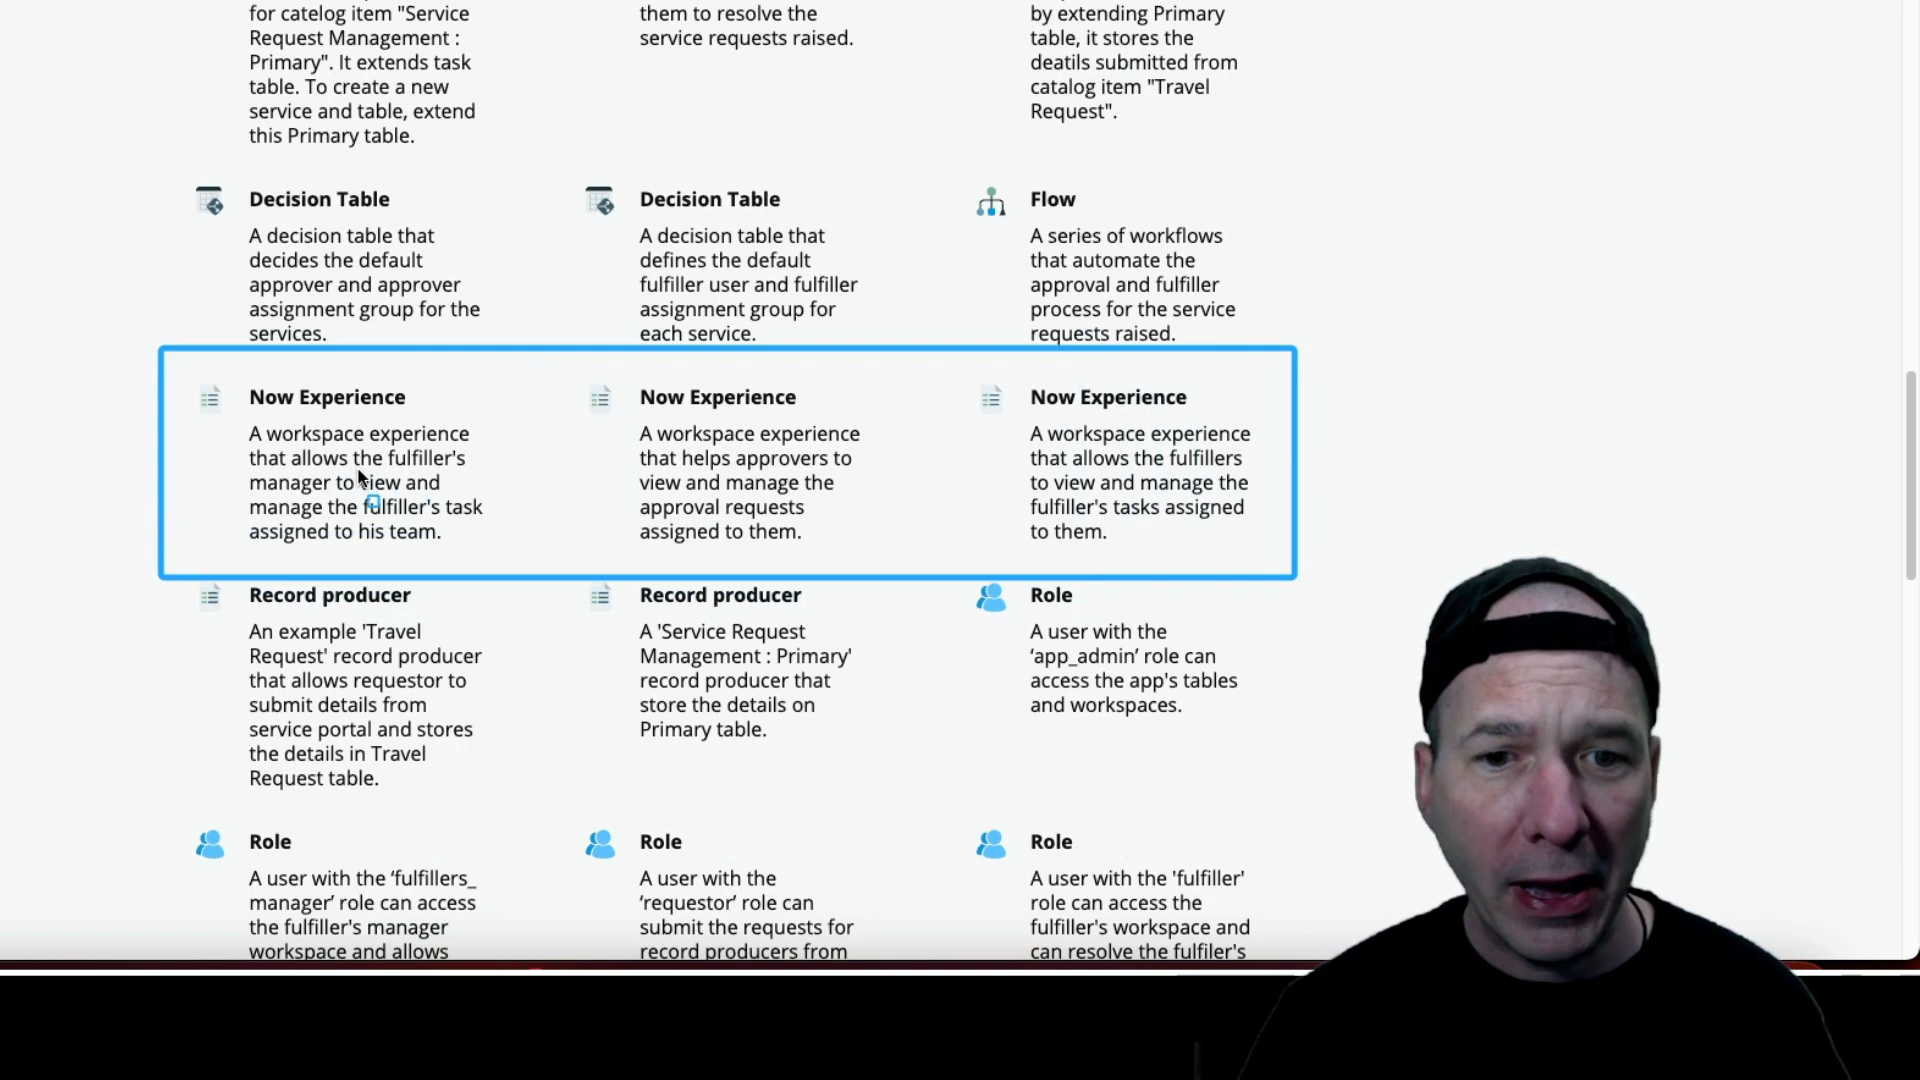 for catelog item "Service
Request Management :
Primary". It extends task
table. To create a new
service and table, extend
this Primary table.
them to resolve the
service requests raised.
by extending Primary
table, it stores the
deatils submitted from
catalog item "Travel
Request".
Decision Table
A decision table that
decides the default
approver and approver
assignment group for the
services.
Decision Table
A decision table that
defines the default
fulfiller user and fulfiller
assignment group for
each service.
Flow
A series of workflows
that automate the
approval and fulfiller
process for the service
requests raised.
Now Experience
A workspace experience
that allows the fulfiller's
manager to view and
manage the fulfiller's task
assigned to his team.
Now Experience
A workspace experience
that helps approvers to
view and manage the
approval requests
assigned to them.
Now Experience
A workspace experience
that allows the fulfillers
to view and manage the
fulfiller's tasks assigned
to them.
Record producer
An example 'Travel
Request' record producer
that allows requestor to
submit details from
service portal and stores
the details in Travel
Request table.
Record producer
A 'Service Request
Management : Primary'
record producer that
store the details on
Primary table.
Role
A user with the
‘app_admin’ role can
access the app's tables
and workspaces.
Role
A user with the ‘fulfillers_
manager’ role can access
the fulfiller's manager
workspace and allows
Role
A user with the
‘requestor’ role can
submit the requests for
record producers from
Role
A user with the 'fulfiller'
role can access the
fulfiller's workspace and
can resolve the fulfiler's